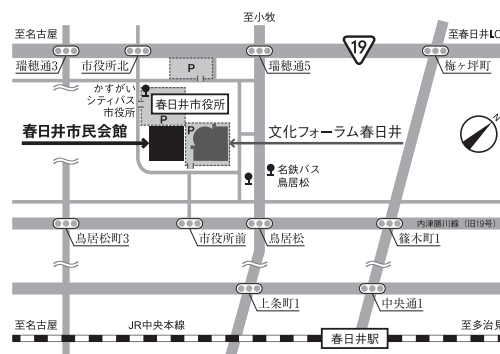 至小牧
至名古屋
19
至春日井I.C
瑞穂通3
市役所北
P
瑞穂通5
梅ヶ坪町
かすがい
シティバス
市役所
春日井市役所
P
春日井市民会館
P
文化フォーラム春日井
N
名鉄バス
鳥居松
内津勝川線（旧19号）
鳥居松町3
市役所前
鳥居松
篠木町1
上条町1
中央通1
至名古屋
JR中央本線
春日井駅
至多治見